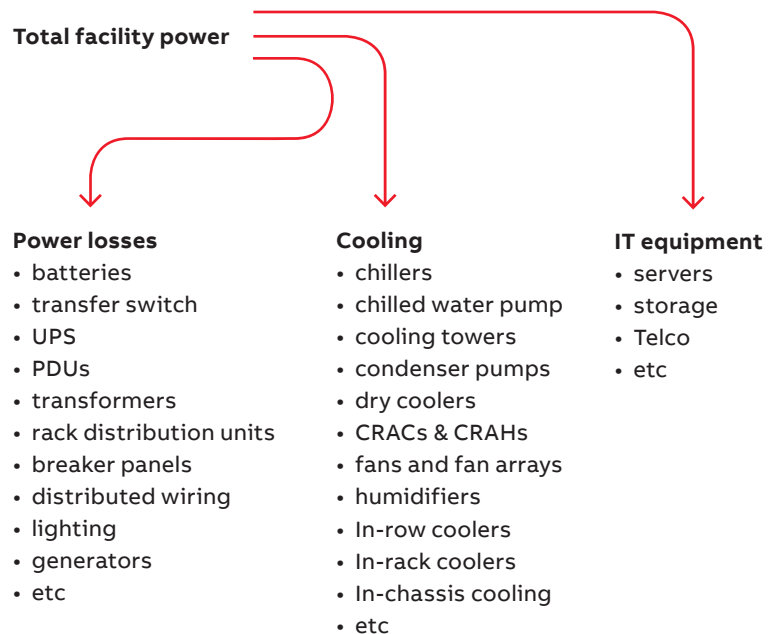 Total facility power
Power losses
• batteries
• transfer switch
• UPS
• PDUs
• transformers
• rack distribution units
• breaker panels
• distributed wiring
• lighting
• generators
• etc
Cooling
• chillers
• chilled water pump
• cooling towers
• condenser pumps
• dry coolers
• CRACs & CRAHs
• fans and fan arrays
• humidifiers
• In-row coolers
• In-rack coolers
• In-chassis cooling
• etc
IT equipment
• servers
• storage
• Telco
• etc